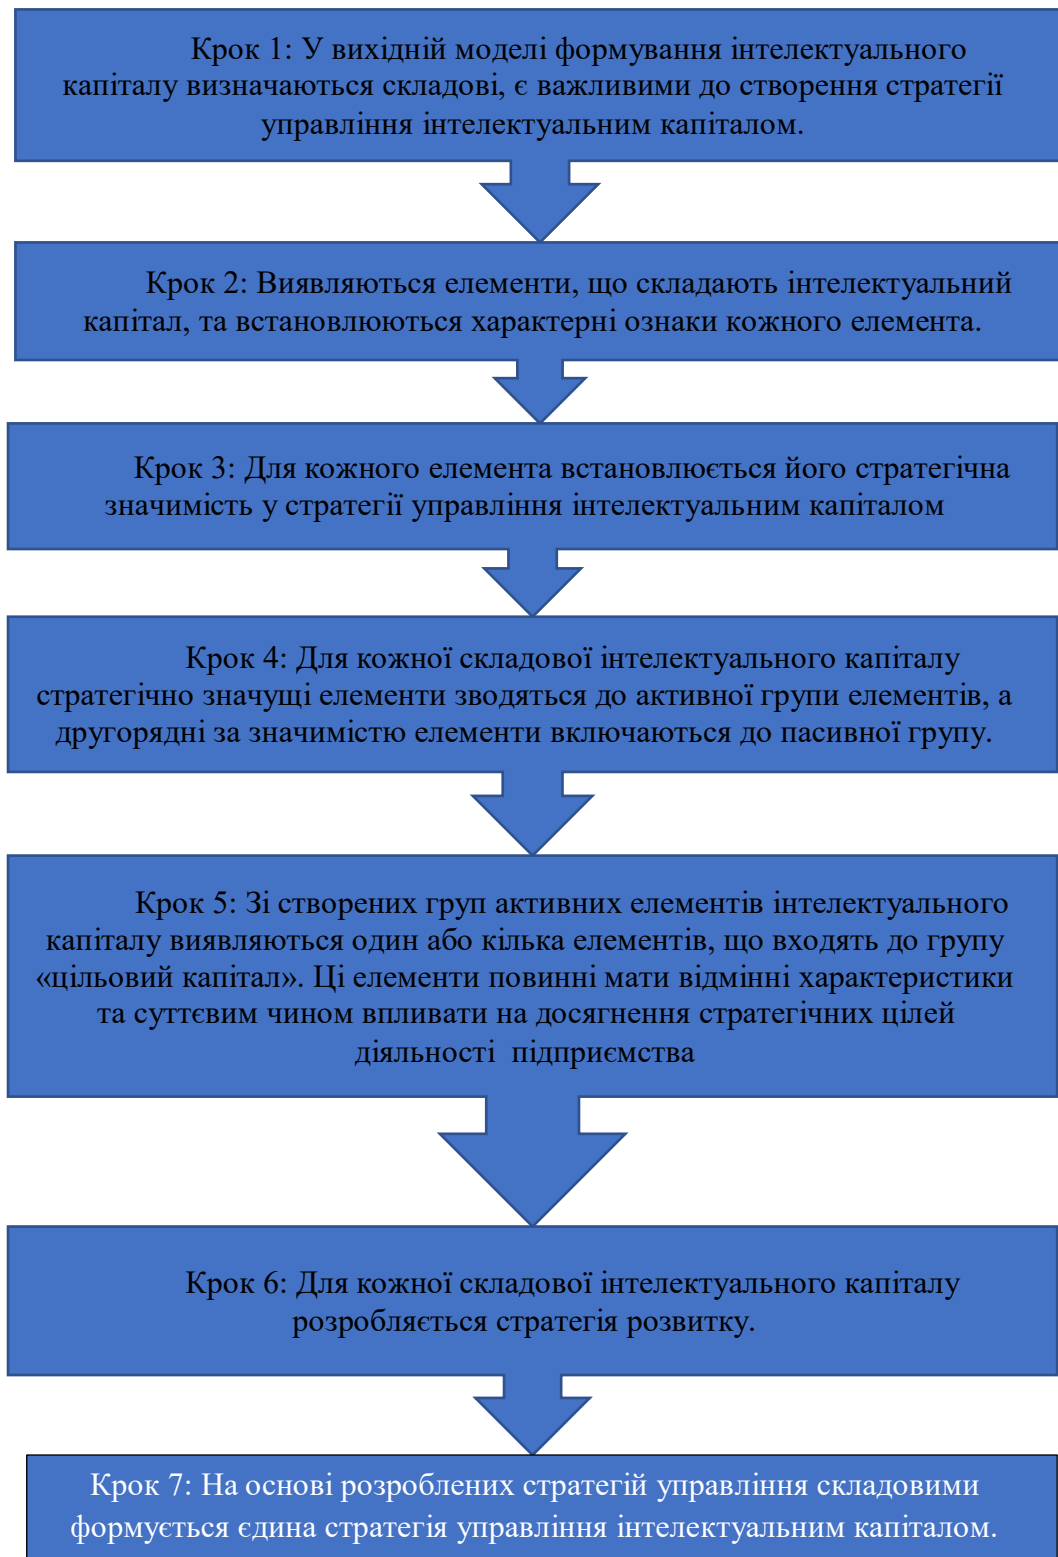 Крок 1: У вихідній моделі формування інтелектуального
капіталу визначаються складові, є важливими до створення стратегії
управління інтелектуальним капіталом.
Крок 2: Виявляються елементи, що складають інтелектуальний
капітал, та встановлюються характерні ознаки кожного елемента.
Крок 3: Для кожного елемента встановлюється його стратегічна
значимість у стратегії управління інтелектуальним капіталом
Крок 4: Для кожної складової інтелектуального капіталу
стратегічно значущі елементи зводяться до активної групи елементів, а
другорядні за значимістю елементи включаються до пасивної групу.
Крок 5: Зі створених груп активних елементів інтелектуального
капіталу виявляються один або кілька елементів, що входять до групу
«цільовий капітал». Ці елементи повинні мати відмінні характеристики
та суттєвим чином впливати на досягнення стратегічних цілей
діяльності  підприємства
Крок 6: Для кожної складової інтелектуального капіталу
розробляється стратегія розвитку.
Крок 7: На основі розроблених стратегій управління складовими
формується єдина стратегія управління інтелектуальним капіталом.